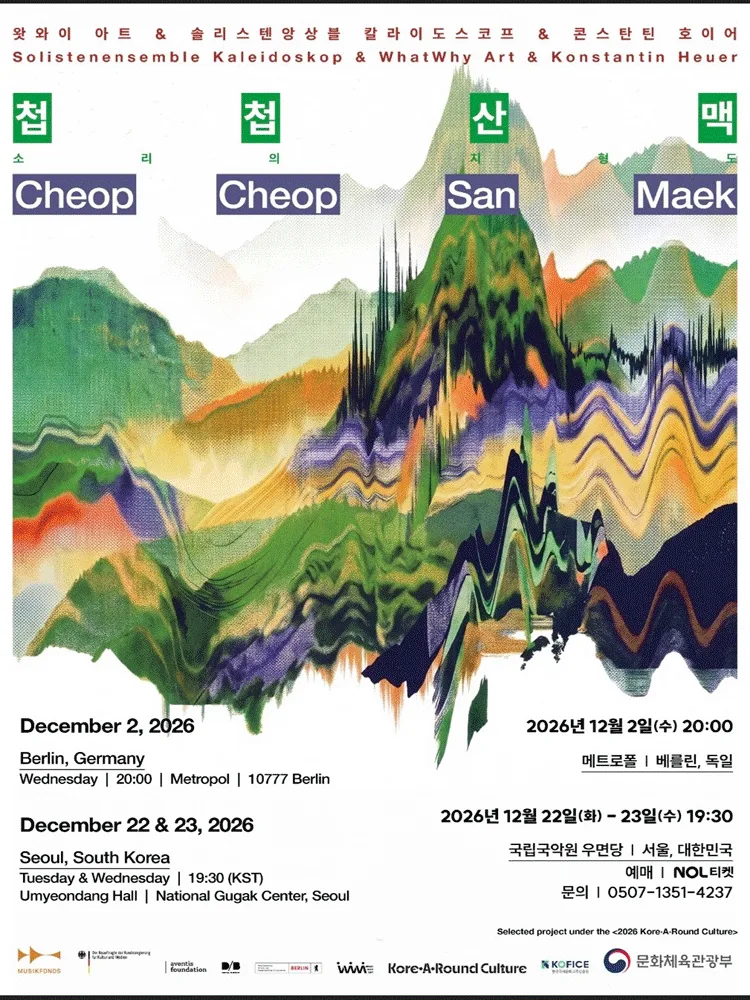 왓와이 아트 & 솔리스텐앙상블 칼라이도스코프 & 콘스탄틴 호이어
Solistenensemble Kaleidoskop & WhatWhy Art & Konstantin Heuer
첩 첩 산 맥
소리의 지형도
Cheop Cheop San Maek
December 2, 2026
Berlin, Germany
Wednesday | 20:00 | Metropol | 10777 Berlin
2026년 12월 2일(수) 20:00
메트로폴 | 베를린, 독일
December 22 & 23, 2026
Seoul, South Korea
Tuesday & Wednesday | 19:30 (KST)
Umyeondang Hall | National Gugak Center, Seoul
2026년 12월 22일(화) – 23일(수) 19:30
국립국악원 우면당 | 서울, 대한민국
예매 | NOL티켓
문의 | 0507-1351-4237
Selected project under the <2026 Kore·A·Round Culture>
MUSIKFONDS
Die Beauftragte der Bundesregierung
für Kultur und Medien
aventis
foundation
BERLIN
Kore·A·Round Culture
KOFICE
문화체육관광부